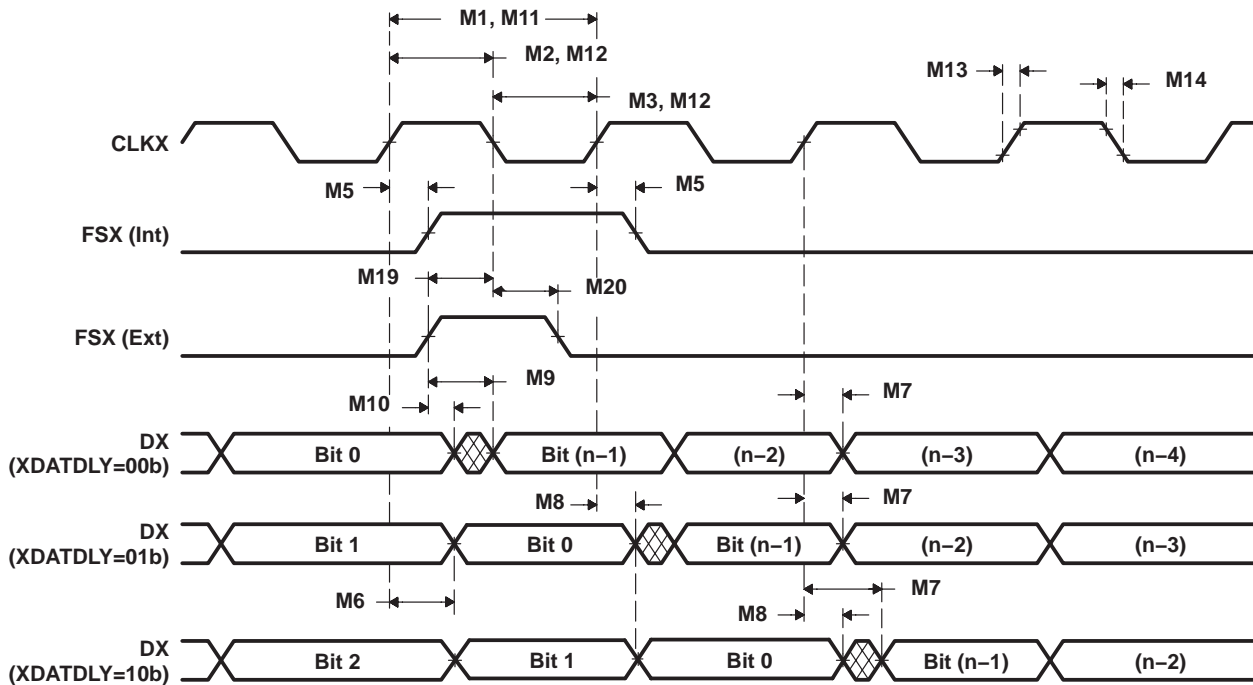 M1, M11
M2, M12
M13
M14
M3, M12
CLKX
M5
M5
FSX (Int)
M19
M20
FSX (Ext)
M9
M10
M7
DX
(XDATDLY=00b)
Bit 0
Bit (n−1)
(n−2)
(n−3)
(n−4)
M8
M7
DX
(XDATDLY=01b)
Bit 1
Bit 0
Bit (n−1)
(n−2)
(n−3)
M6
M7
M8
DX
(XDATDLY=10b)
Bit 2
Bit 1
Bit 0
Bit (n−1)
(n−2)